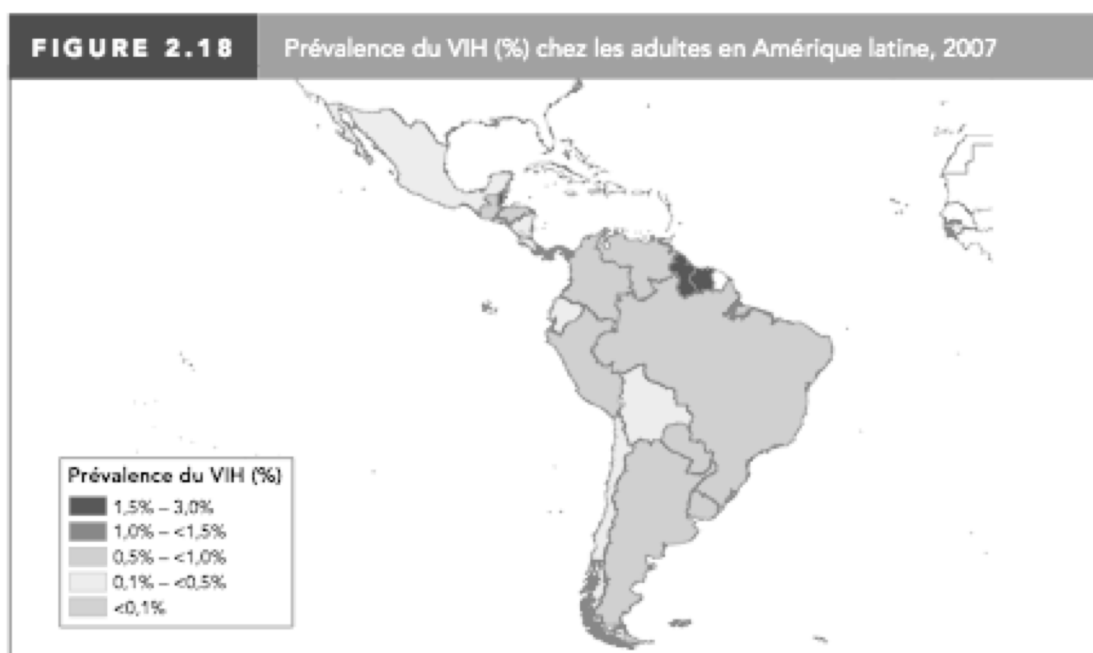 FIGURE 2.18
Prévalence du VIH (%) chez les adultes en Amérique latine, 2007
Prévalence du VIH (%)
1,5% – 3,0%
1,0% – <1,5%
0,5% – <1,0%
0,1% – <0,5%
<0,1%